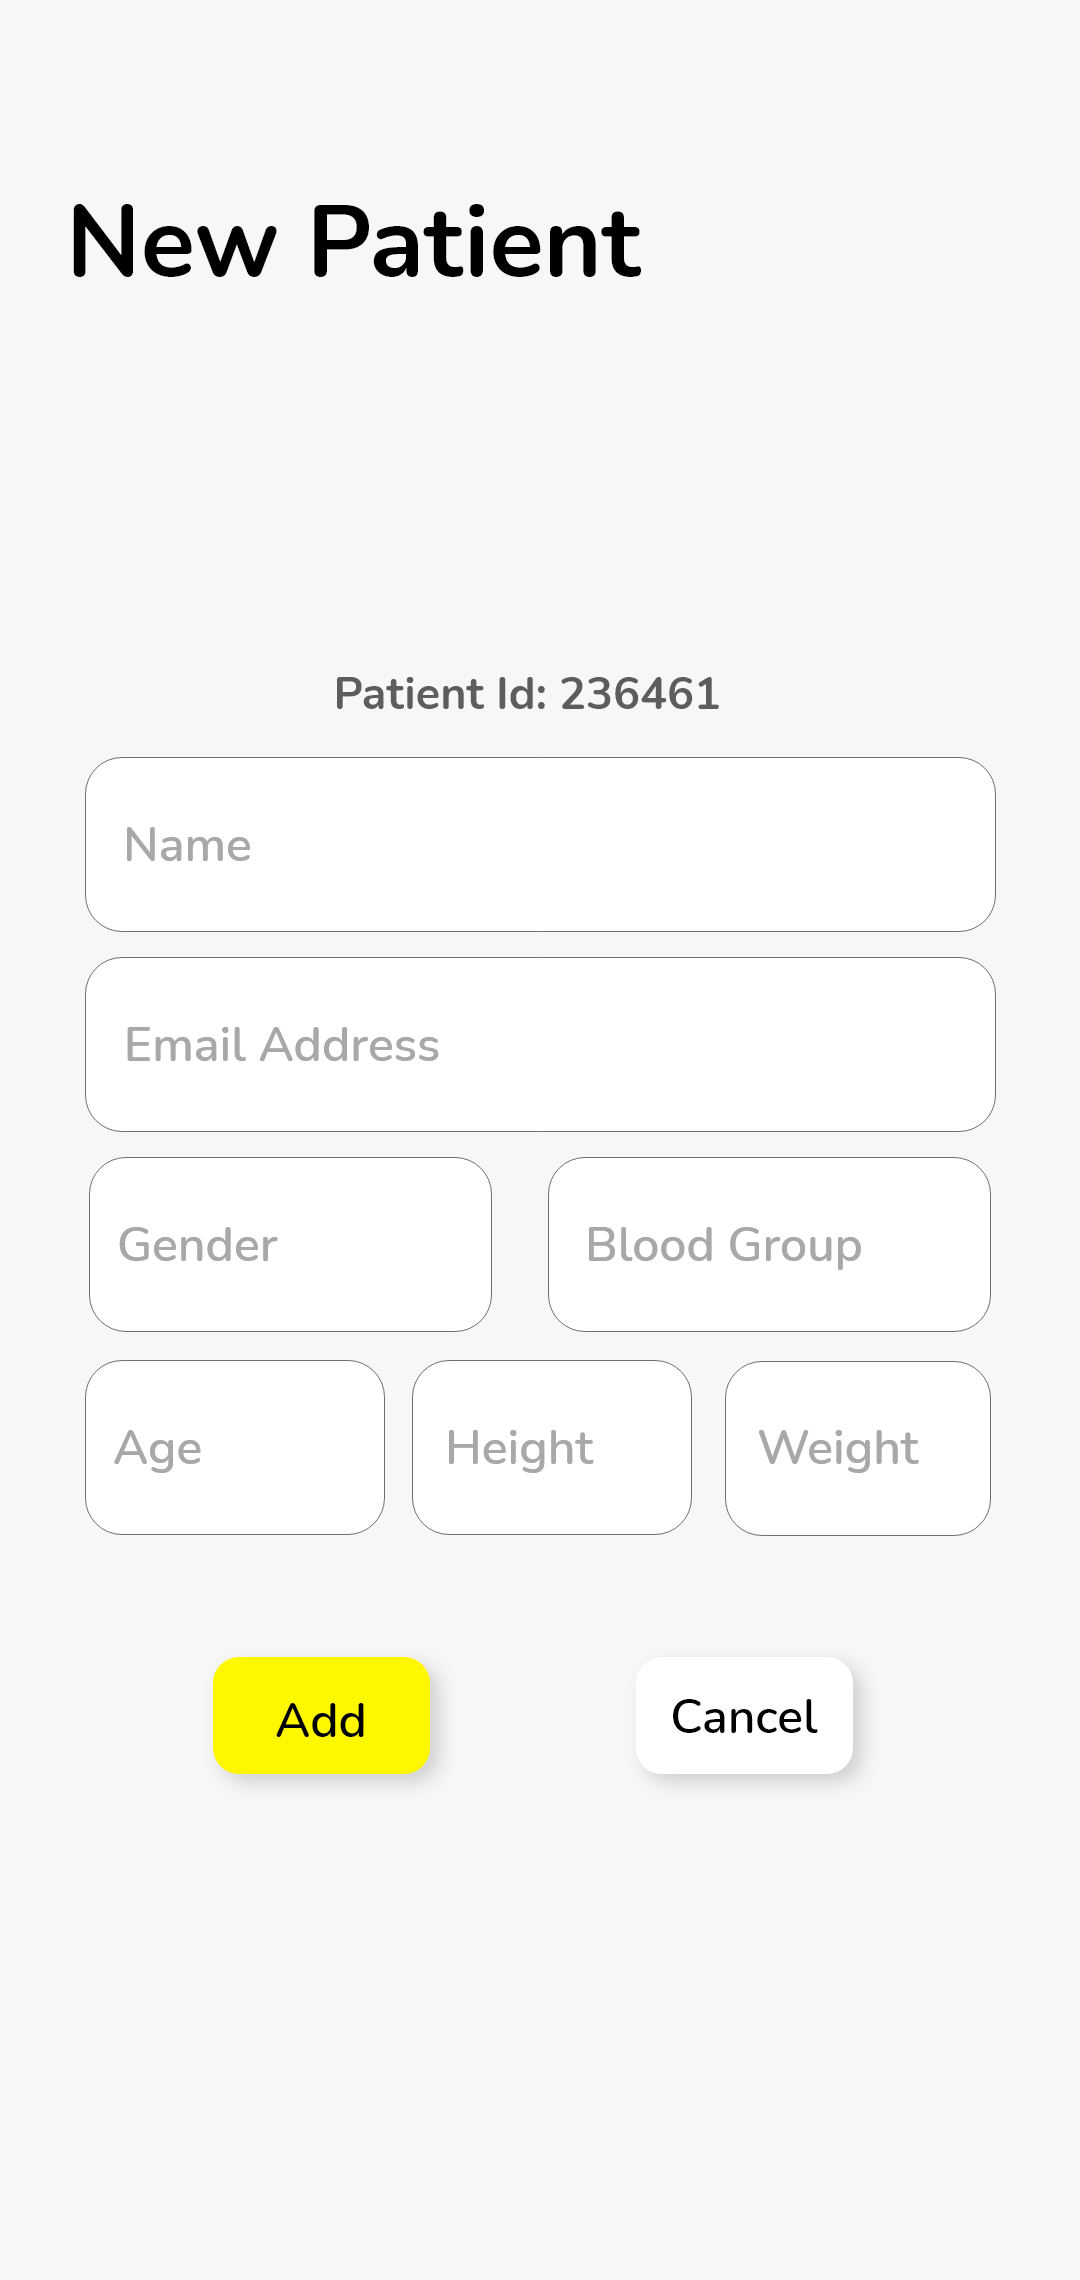 New Patient
Patient Id: 236461
Name
Email Address
Gender
Blood Group
Age
Height
Weight
Add
Cancel